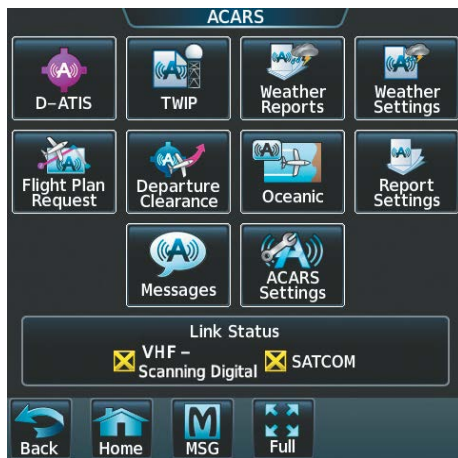 ACARS
D-ATIS
TWIP
Weather
Reports
Weather
Settings
Flight Plan
Request
Departure
Clearance
Oceanic
Report
Settings
Messages
ACARS
Settings
Link Status
VHF –
Scanning Digital
SATCOM
Back
Home
MSG
Full